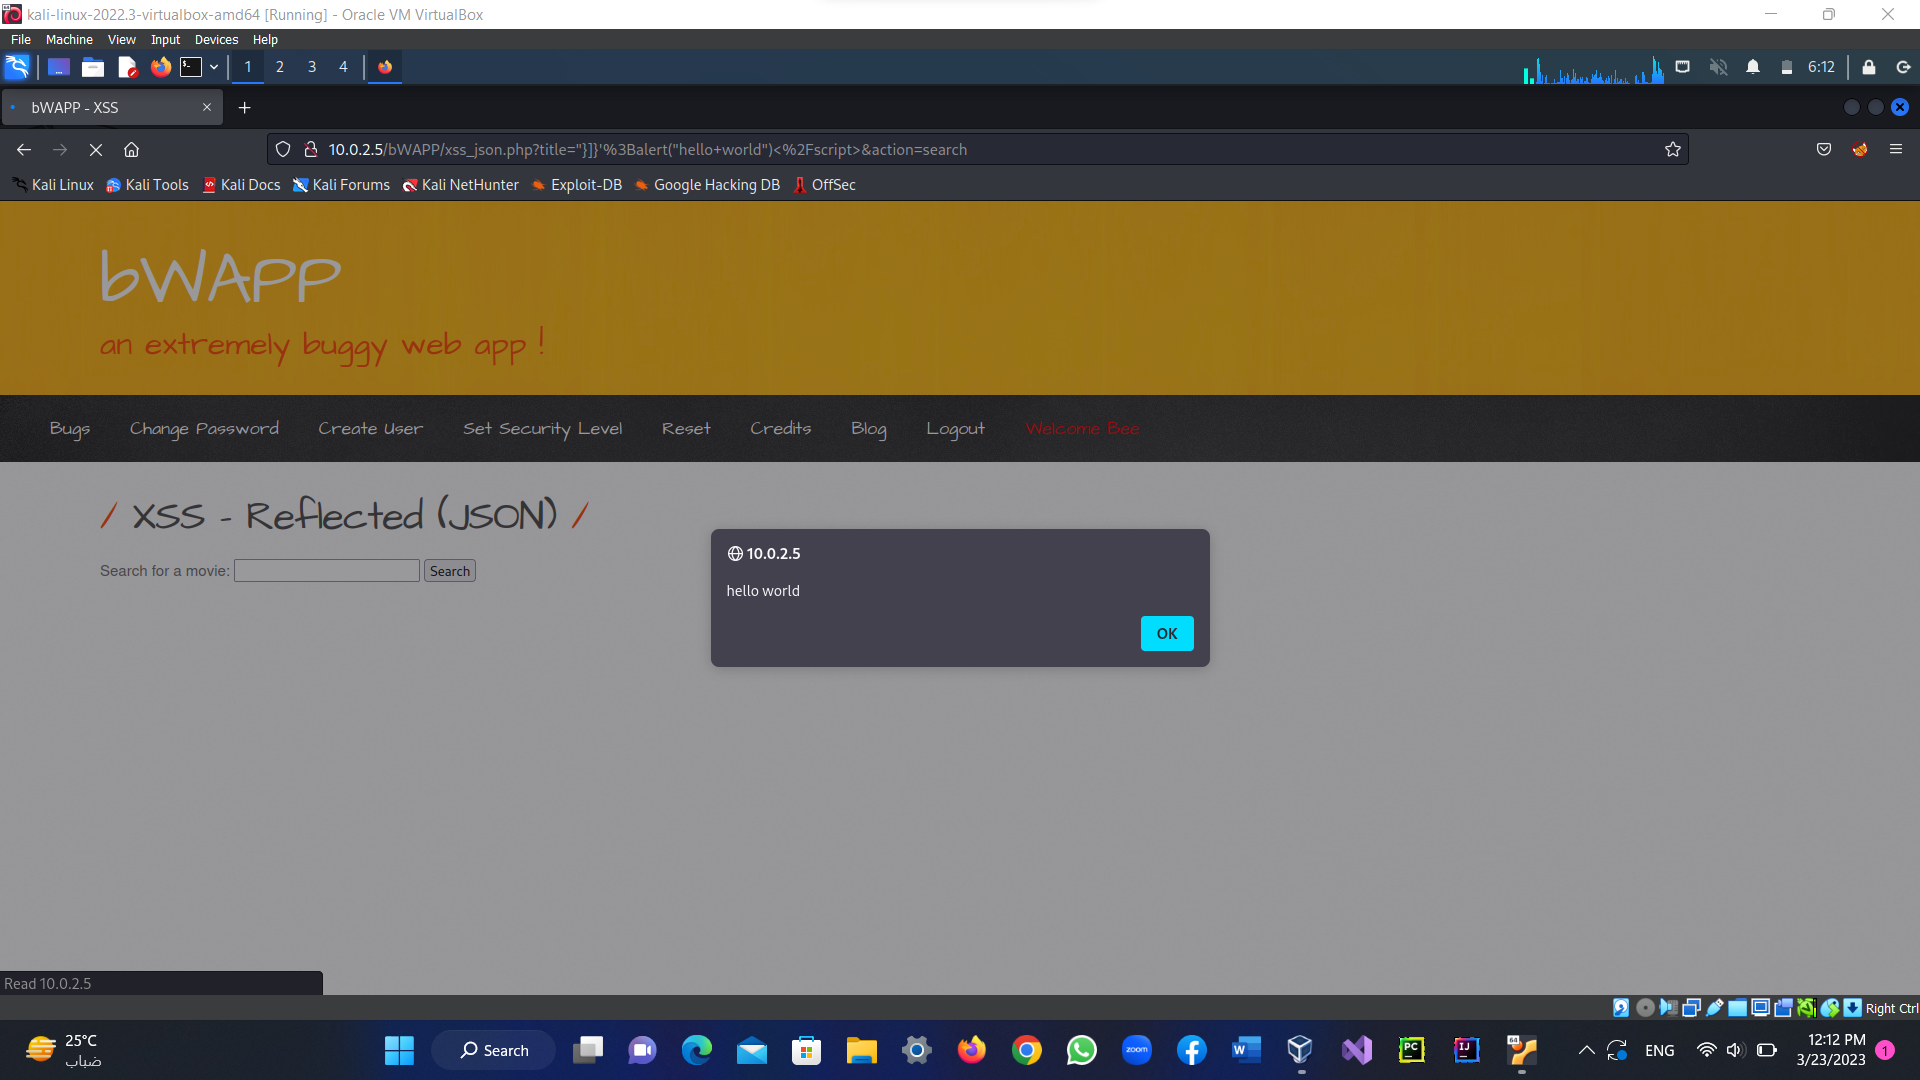 kali-linux-2022.3-virtualbox-amd64 [Running] - Oracle VM VirtualBox
File Machine View Input Devices Help
1 2 3 4 6:12
bWAPP - XSS
10.0.2.5/bWAPP/xss_json.php?title="}]}'%3Balert("hello+world")<%2Fscript>&action=search
Kali Linux Kali Tools Kali Docs Kali Forums Kali NetHunter Exploit-DB Google Hacking DB OffSec
bWAPP
an extremely buggy web app !
Bugs Change Password Create User Set Security Level Reset Credits Blog Logout Welcome Bee
/ XSS - Reflected (JSON) /
Search for a movie: Search
10.0.2.5
hello world
OK
Read 10.0.2.5
Right Ctrl
25°C
ضباب
Search
zoom
W
PC
IJ
64
ENG
12:12 PM
3/23/2023
1